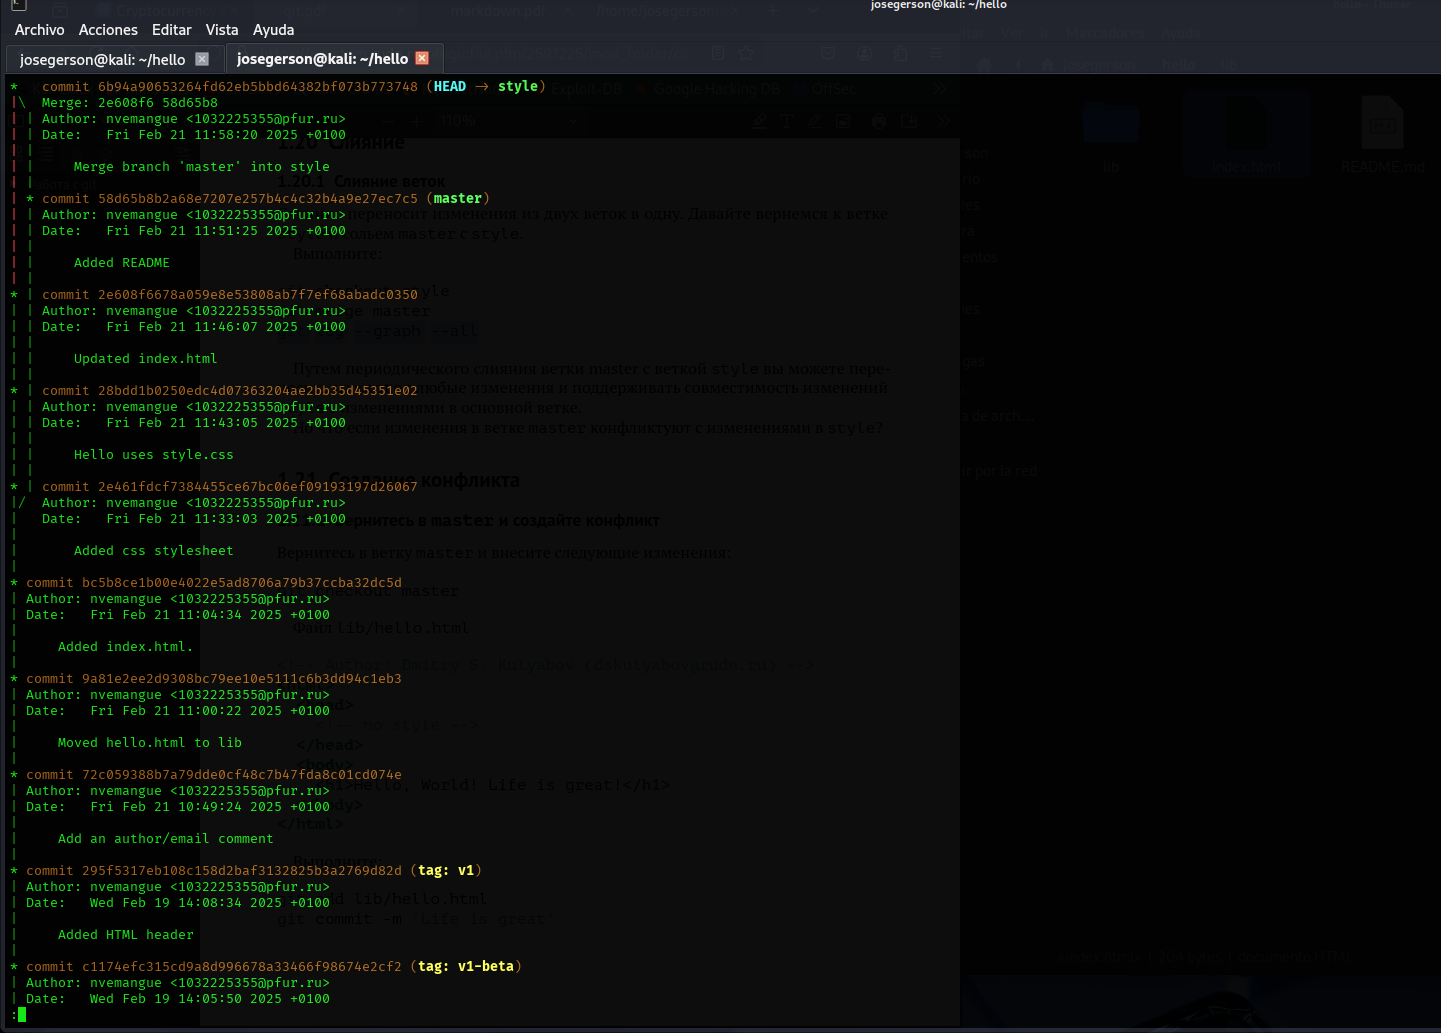 josegerson@kali: ~/hello
Archivo Acciones Editar Vista Ayuda
josegerson@kali: ~/hello josegerson@kali: ~/hello
* commit 6b94a90653264fd62eb5bbd64382bf073b773748 (HEAD -> style)
|\ Merge: 2e608f6 58d65b8
| | Author: nvemangue <1032225355@pfur.ru>
| | Date: Fri Feb 21 11:58:20 2025 +0100
| |
| | Merge branch 'master' into style
| |
| * commit 58d65b8b2a68e7207e257b4c4c32b4a9e27ec7c5 (master)
| | Author: nvemangue <1032225355@pfur.ru>
| | Date: Fri Feb 21 11:51:25 2025 +0100
| |
| | Added README
| |
* | commit 2e608f6678a059e8e53808ab7f7ef68abadc0350
| | Author: nvemangue <1032225355@pfur.ru>
| | Date: Fri Feb 21 11:46:07 2025 +0100
| |
| | Updated index.html
| |
* | commit 28bdd1b0250edc4d07363204ae2bb35d45351e02
| | Author: nvemangue <1032225355@pfur.ru>
| | Date: Fri Feb 21 11:43:05 2025 +0100
| |
| | Hello uses style.css
| |
* | commit 2e461fdcf7384455ce67bc06ef09193197d26067
|/ Author: nvemangue <1032225355@pfur.ru>
| Date: Fri Feb 21 11:33:03 2025 +0100
|
| Added css stylesheet
|
* commit bc5b8ce1b00e4022e5ad8706a79b37ccba32dc5d
| Author: nvemangue <1032225355@pfur.ru>
| Date: Fri Feb 21 11:04:34 2025 +0100
|
| Added index.html.
|
* commit 9a81e2ee2d9308bc79ee10e5111c6b3dd94c1eb3
| Author: nvemangue <1032225355@pfur.ru>
| Date: Fri Feb 21 11:00:22 2025 +0100
|
| Moved hello.html to lib
|
* commit 72c059388b7a79dde0cf48c7b47fda8c01cd074e
| Author: nvemangue <1032225355@pfur.ru>
| Date: Fri Feb 21 10:49:24 2025 +0100
|
| Add an author/email comment
|
* commit 295f5317eb108c158d2baf3132825b3a2769d82d (tag: v1)
| Author: nvemangue <1032225355@pfur.ru>
| Date: Wed Feb 19 14:08:34 2025 +0100
|
| Added HTML header
|
* commit c1174efc315cd9a8d996678a33466f98674e2cf2 (tag: v1-beta)
| Author: nvemangue <1032225355@pfur.ru>
| Date: Wed Feb 19 14:05:50 2025 +0100
: